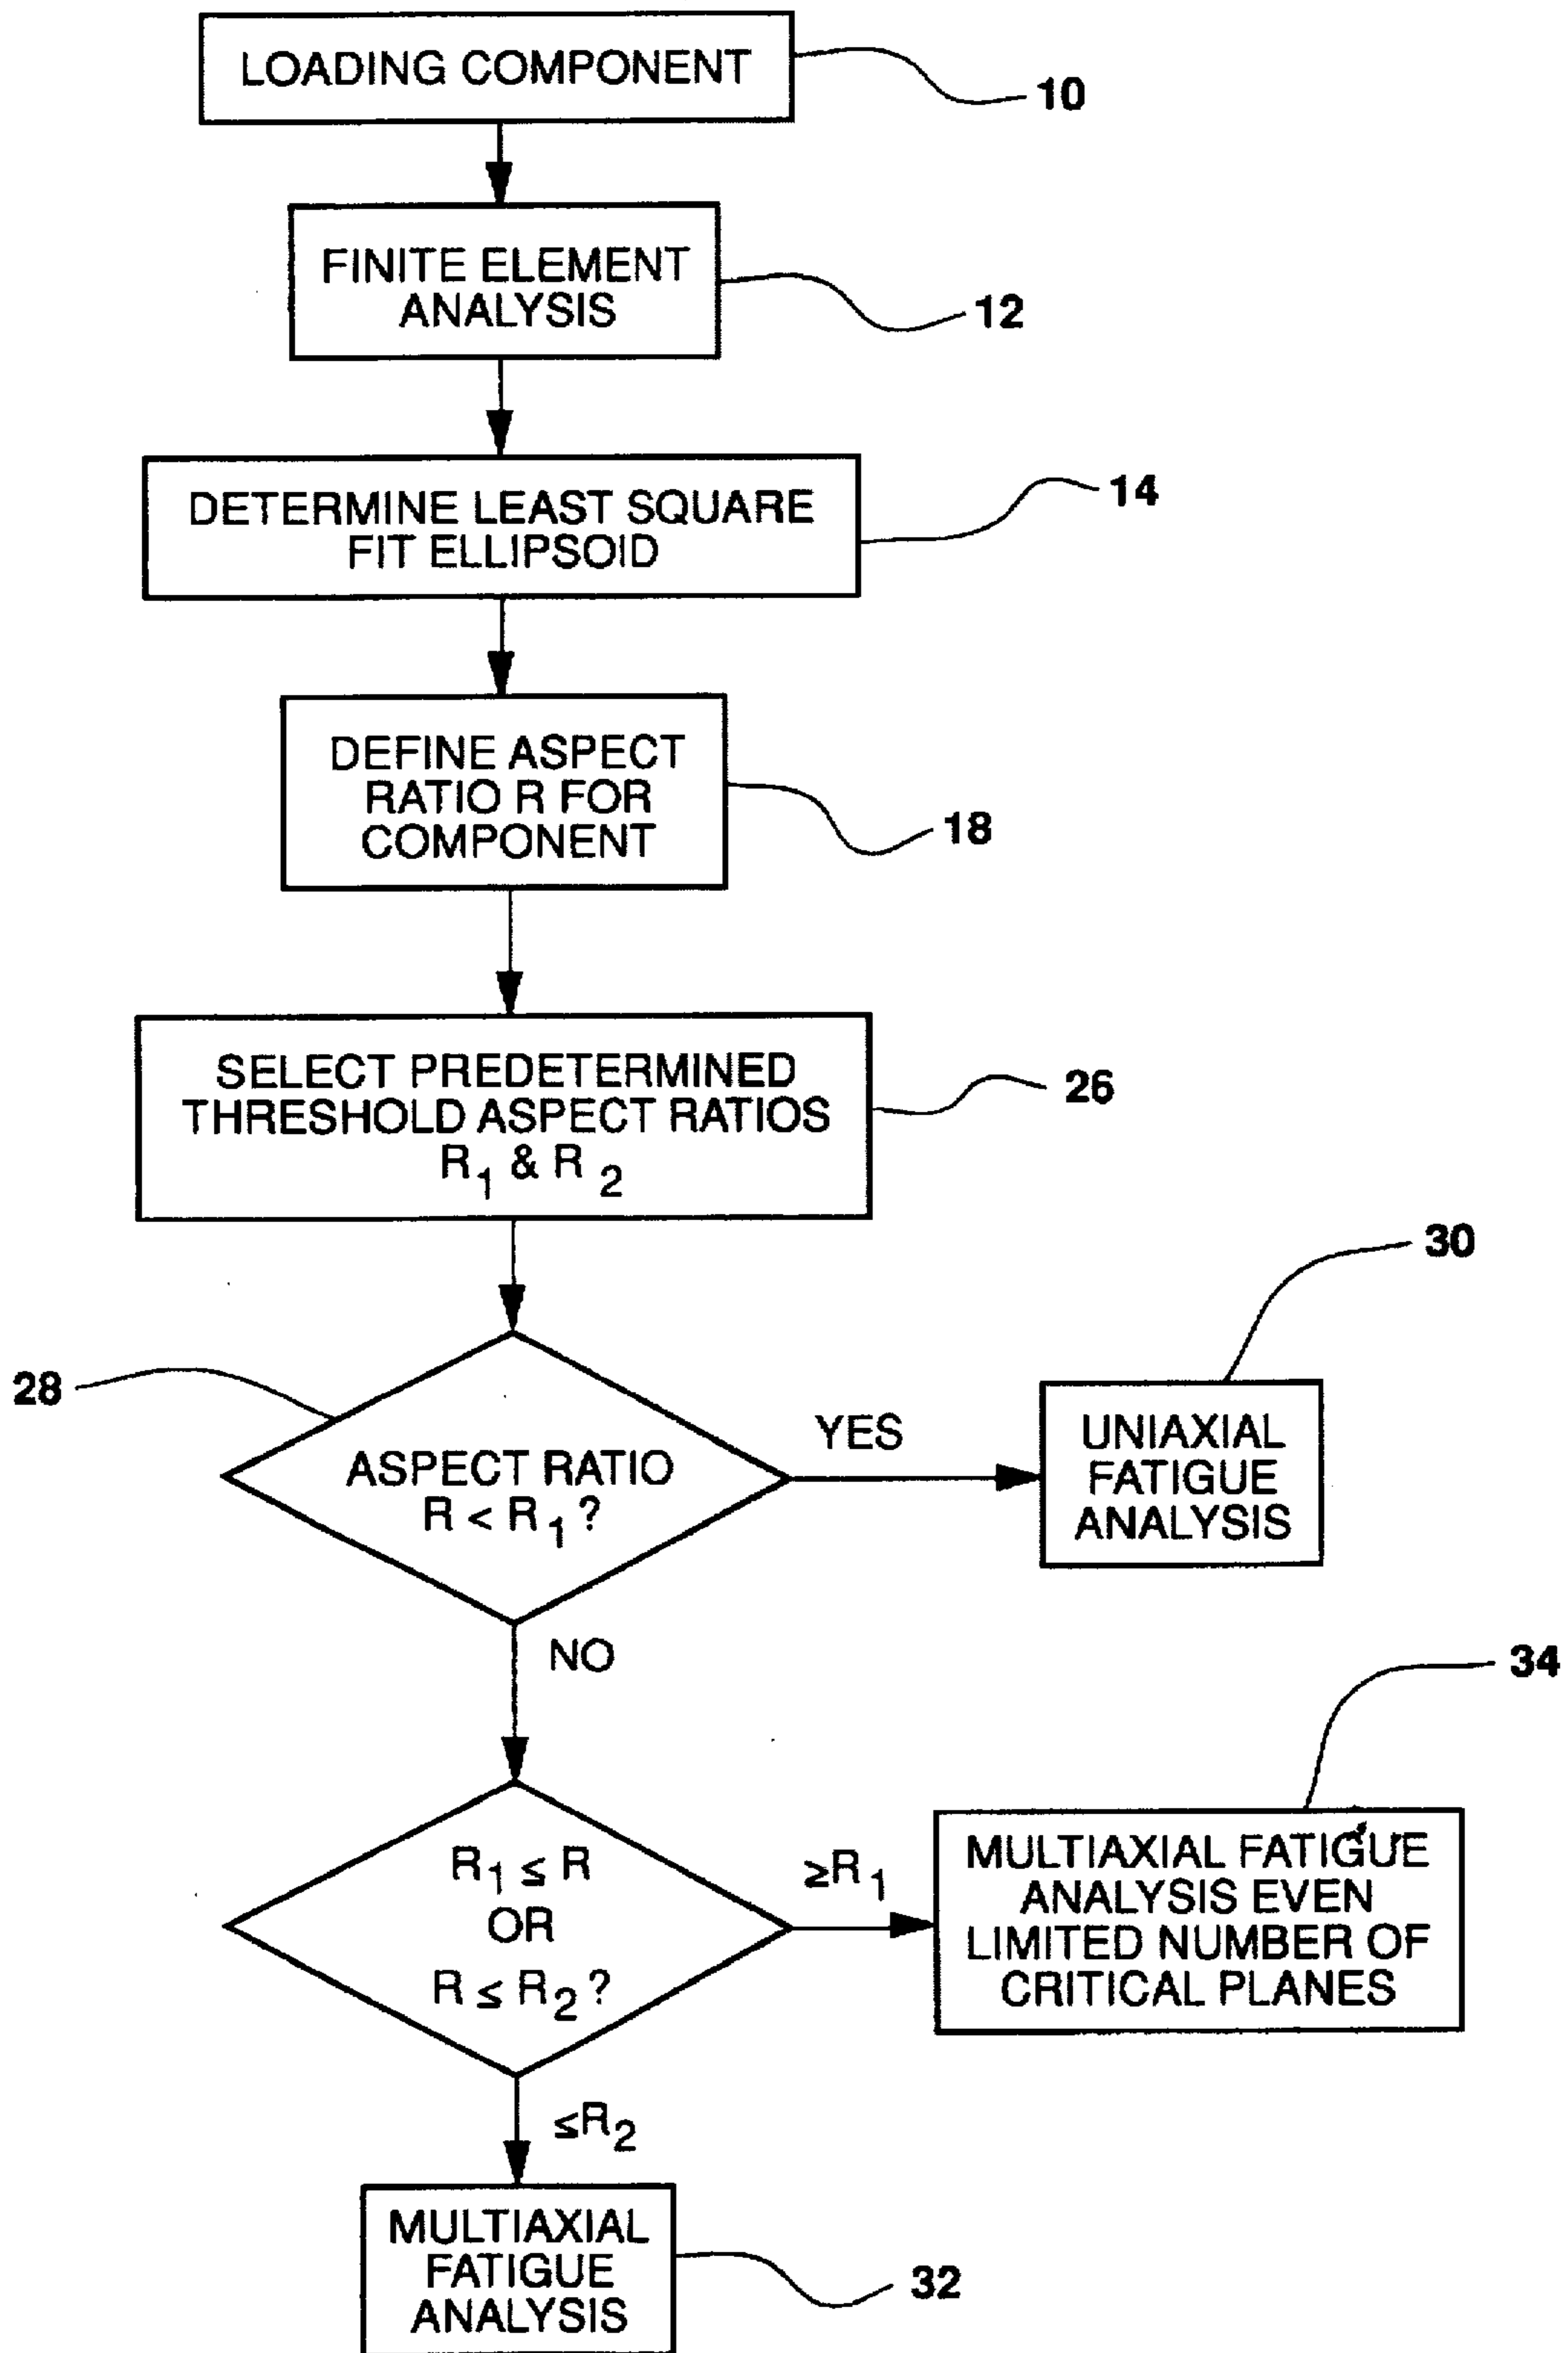 LOADING COMPONENT
10
FINITE ELEMENT
ANALYSIS
12
DETERMINE LEAST SQUARE
FIT ELLIPSOID
14
DEFINE ASPECT
RATIO R FOR
COMPONENT
18
SELECT PREDETERMINED
THRESHOLD ASPECT RATIOS
R1 & R2
26
28
ASPECT RATIO
R < R1?
YES
30
UNIAXIAL
FATIGUE
ANALYSIS
NO
R1 ≤ R
OR
R ≤ R2?
≥R1
34
MULTIAXIAL FATIGUE
ANALYSIS EVEN
LIMITED NUMBER OF
CRITICAL PLANES
≤R2
MULTIAXIAL
FATIGUE
ANALYSIS
32